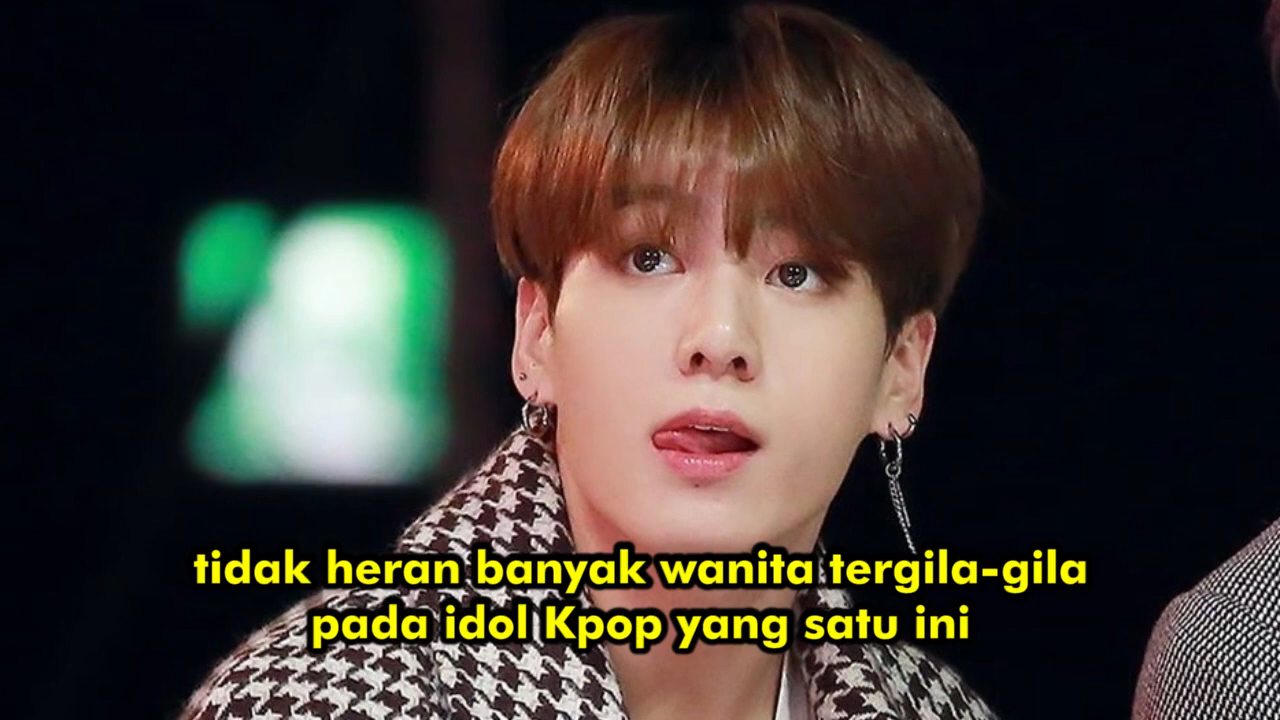 tidak heran banyak wanita tergila-gila
pada idol Kpop yang satu ini